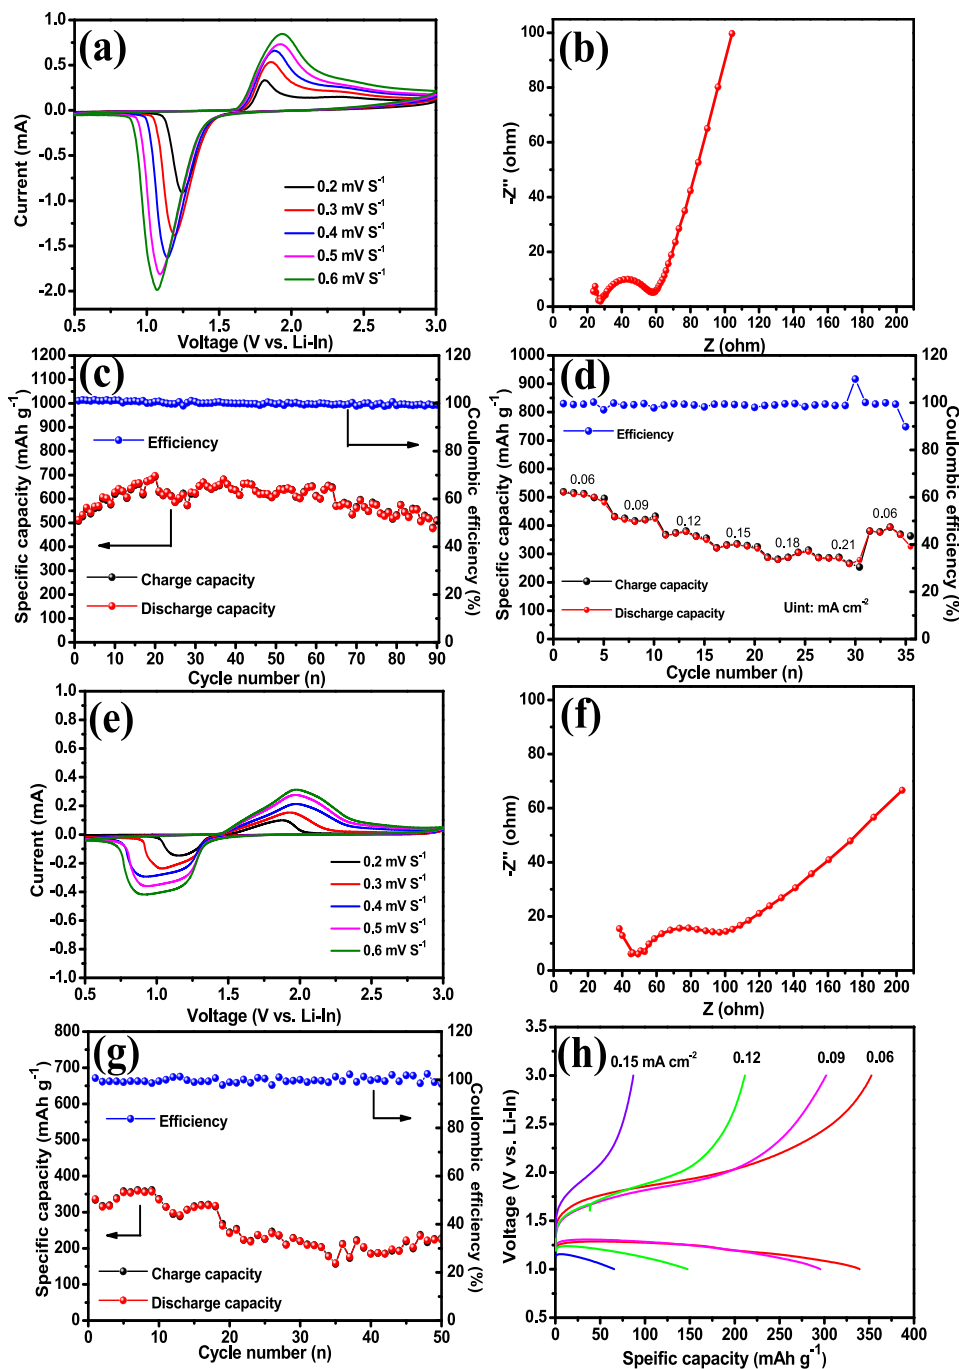 (a)
1.0
0.5
0.0
-0.5
-1.0
-1.5
-2.0
Current (mA)
0.2 mV S⁻¹
0.3 mV S⁻¹
0.4 mV S⁻¹
0.5 mV S⁻¹
0.6 mV S⁻¹
0.5 1.0 1.5 2.0 2.5 3.0
Voltage (V vs. Li-In)
(b)
100
80
60
40
20
0
-Z'' (ohm)
0 20 40 60 80 100 120 140 160 180 200
Z (ohm)
(c)
1200
1100
1000
900
800
700
600
500
400
300
200
100
0
Specific capacity (mAh g⁻¹)
Efficiency
Charge capacity
Discharge capacity
120
100
80
60
40
20
0
Coulombic efficiency (%)
0 10 20 30 40 50 60 70 80 90
Cycle number (n)
(d)
1000
900
800
700
600
500
400
300
200
100
0
Specific capacity (mAh g⁻¹)
Efficiency
0.06
0.09
0.12
0.15
0.18
0.21
Charge capacity
Discharge capacity
Uint: mA cm⁻²
120
100
80
60
40
20
0
Coulombic efficiency (%)
0 5 10 15 20 25 30 35
Cycle number (n)
(e)
1.0
0.8
0.6
0.4
0.2
0.0
-0.2
-0.4
-0.6
-0.8
-1.0
Current (mA)
0.2 mV S⁻¹
0.3 mV S⁻¹
0.4 mV S⁻¹
0.5 mV S⁻¹
0.6 mV S⁻¹
0.5 1.0 1.5 2.0 2.5 3.0
Voltage (V vs. Li-In)
(f)
100
80
60
40
20
0
-Z'' (ohm)
0 20 40 60 80 100 120 140 160 180 200
Z (ohm)
(g)
800
700
650
500
400
300
200
100
0
Specific capacity (mAh g⁻¹)
Efficiency
Charge capacity
Discharge capacity
120
100
80
60
40
20
0
Coulombic efficiency (%)
0 10 20 30 40 50
Cycle number (n)
(h)
3.5
3.0
2.5
2.0
1.5
1.0
0.5
Voltage (V vs. Li-In)
0.15 mA cm⁻² 0.12 0.09 0.06
0 50 100 150 200 250 300 350 400
Speific capacity (mAh g⁻¹)